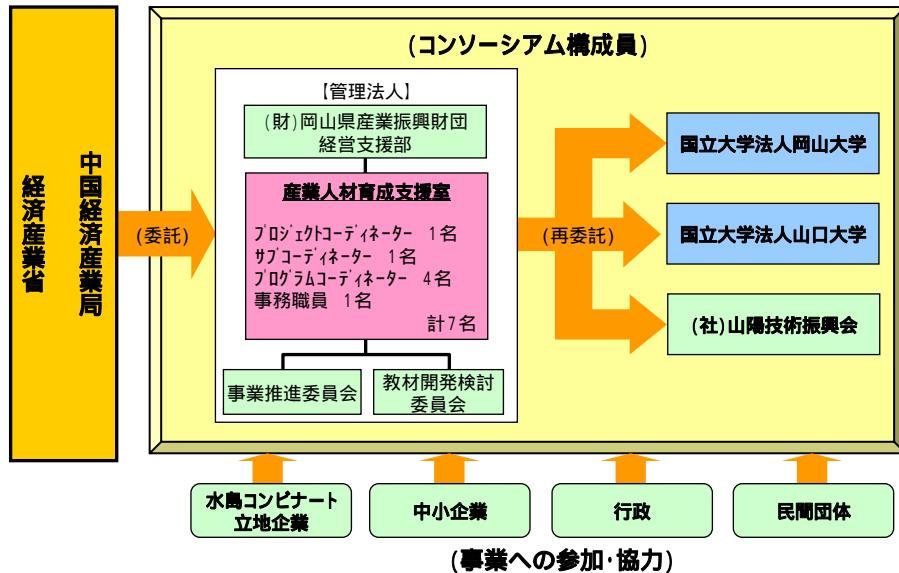 経済産業省
中国経済産業局
(委託)
(コンソーシアム構成員)
【管理法人】
(財)岡山県産業振興財団
経営支援部
産業人材育成支援室
プロジェクトコーディネーター 1名
サブコーディネーター 1名
プログラムコーディネーター 4名
事務職員 1名
計7名
事業推進委員会
教材開発検討
委員会
(再委託)
国立大学法人岡山大学
国立大学法人山口大学
(社)山陽技術振興会
水島コンビナート
立地企業
中小企業
行政
民間団体
(事業への参加・協力)